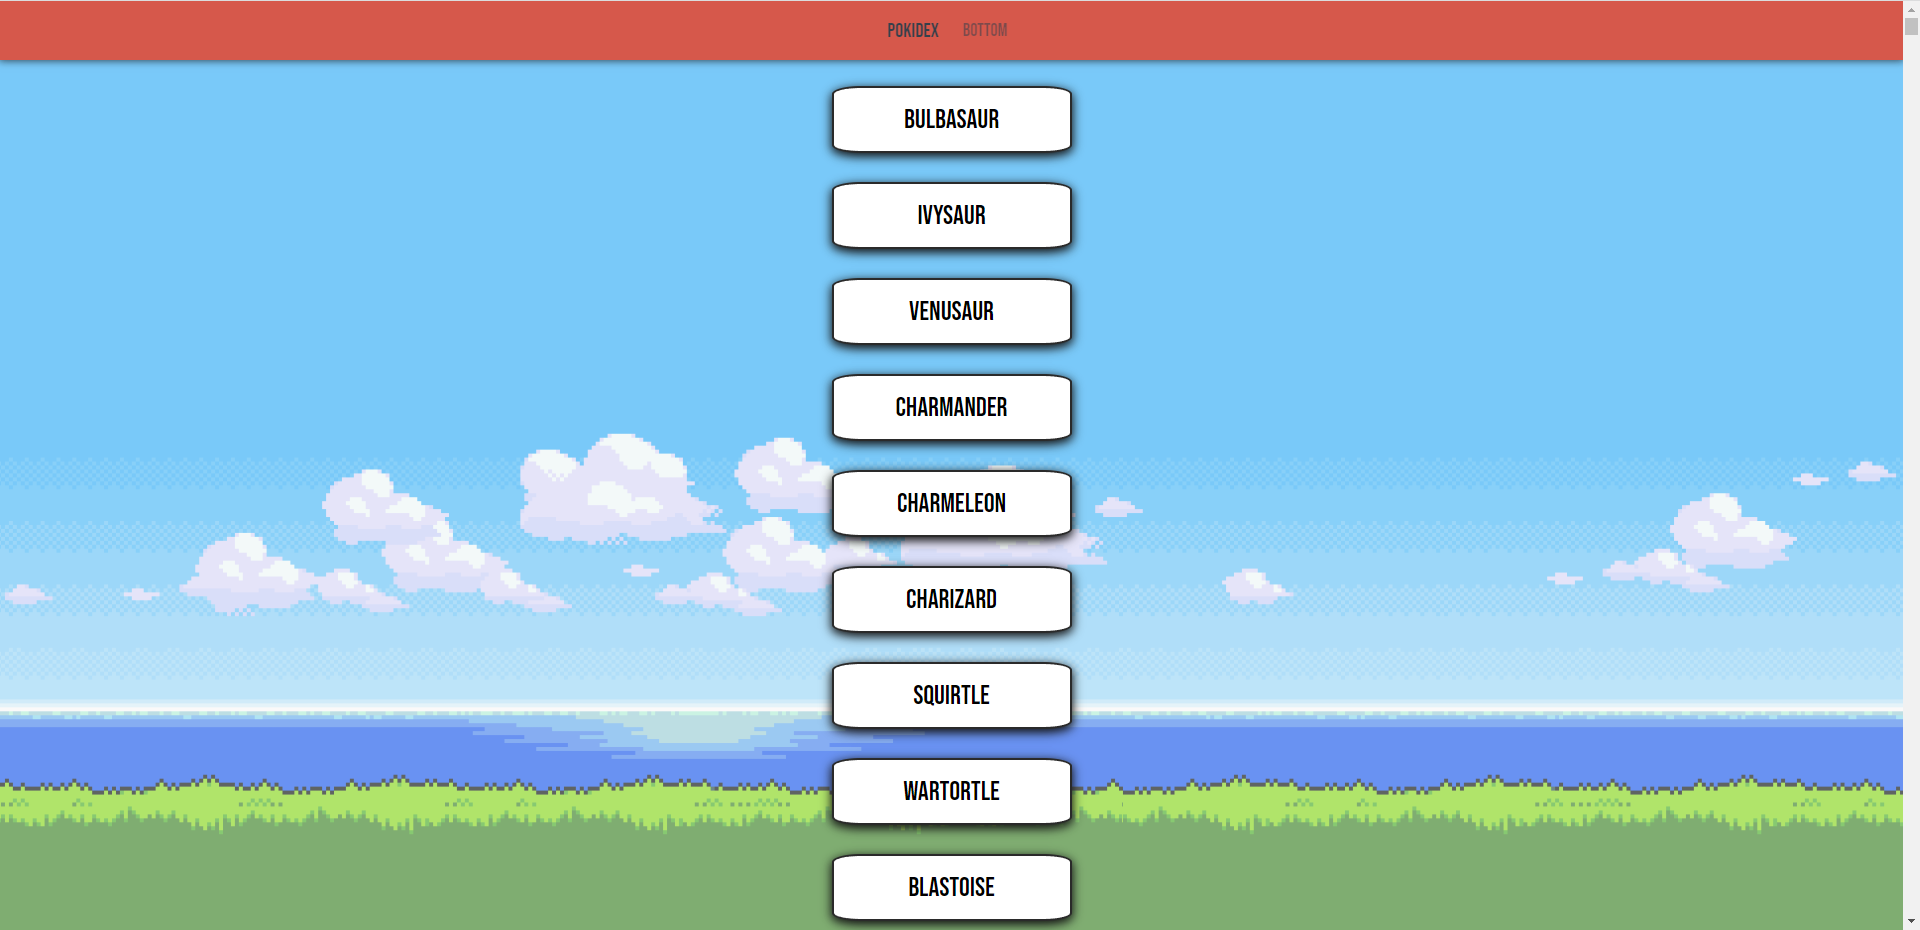 POKIDEX BOTTOM
BULBASAUR
IVYSAUR
VENUSAUR
CHARMANDER
CHARMELEON
CHARIZARD
SQUIRTLE
WARTORTLE
BLASTOISE